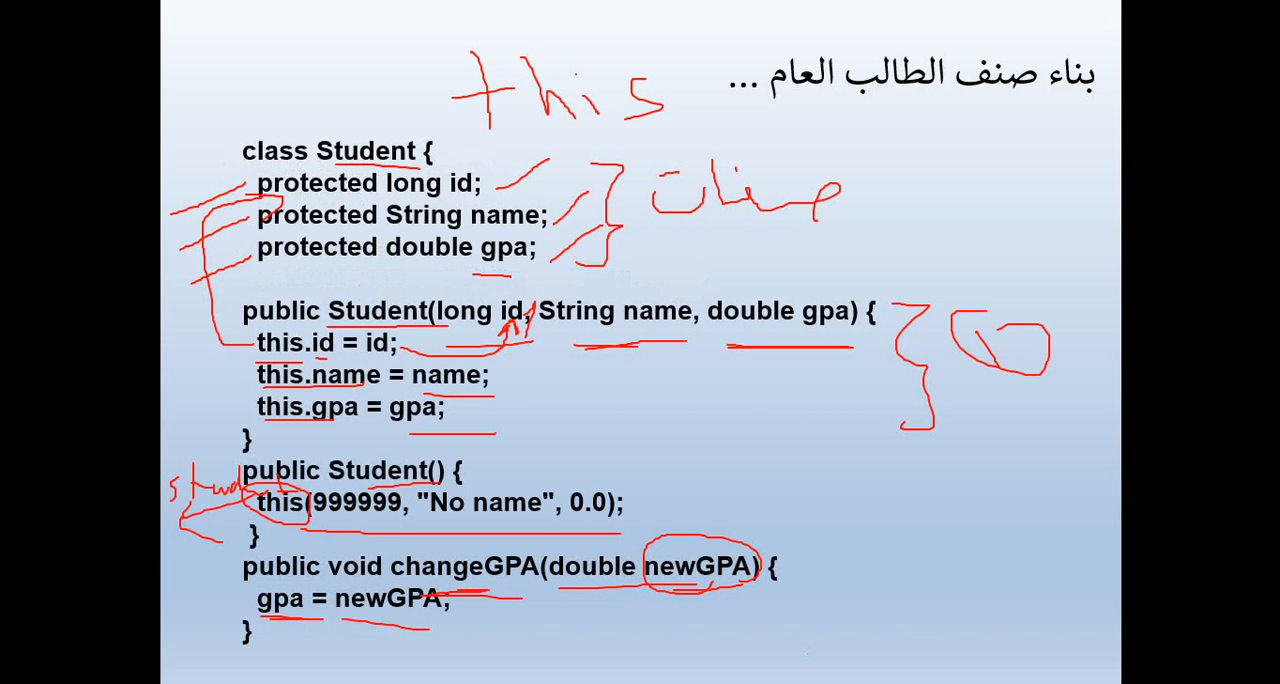 بناء صنف الطالب العام ...
this
class Student {
protected long id;
protected String name;
صفات
protected double gpa;
public Student(long id, String name, double gpa) {
this.id = id;
this.name = name;
this.gpa = gpa;
}
public Student() {
student
this(999999, "No name", 0.0);
}
public void changeGPA(double newGPA) {
gpa = newGPA;
}